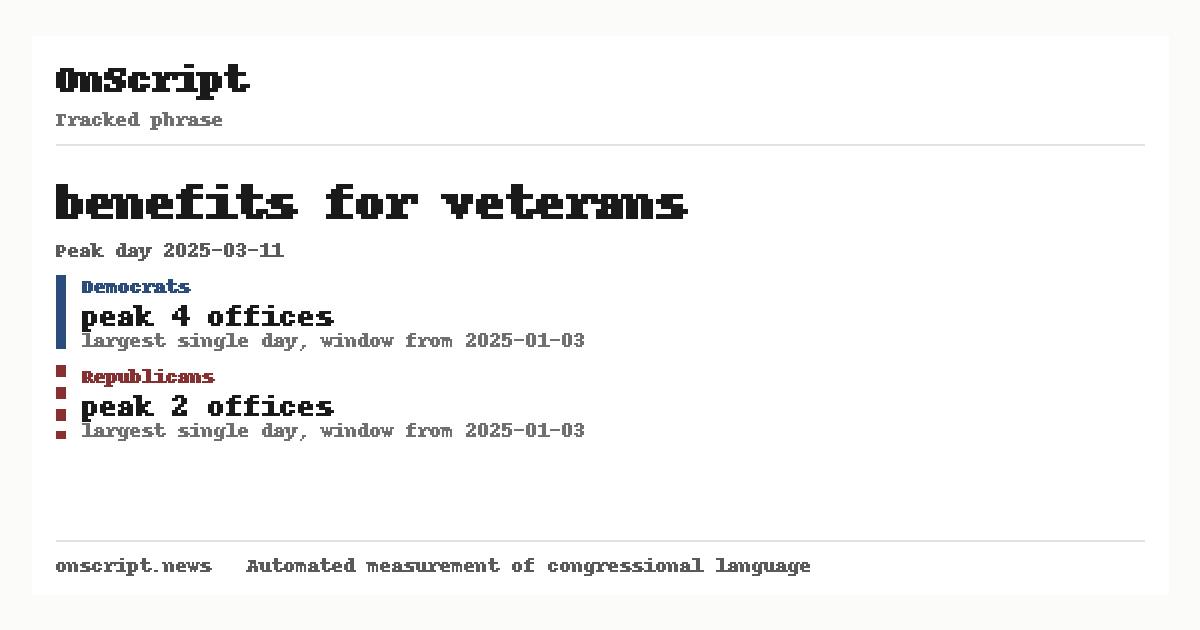 OnScript
Tracked phrase
benefits for veterans
Peak day 2025-03-11
Democrats
peak 4 offices
largest single day, window from 2025-01-03
Republicans
peak 2 offices
largest single day, window from 2025-01-03
onscript.news Automated measurement of congressional language